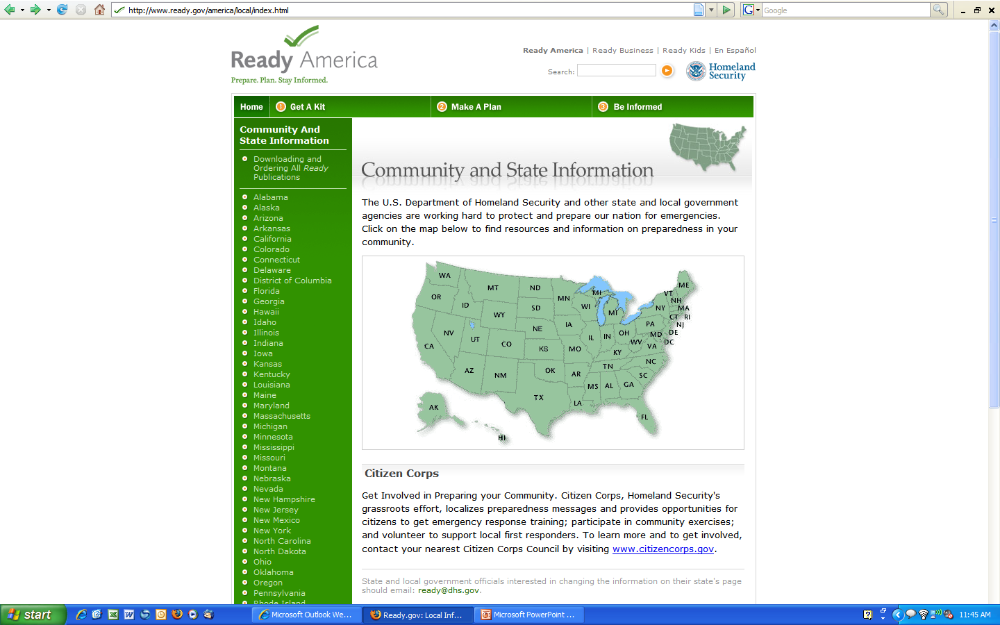 http://www.ready.gov/america/local/index.html
G
Google
Ready America
Prepare. Plan. Stay Informed.
Ready America | Ready Business | Ready Kids | En Español
Search:
Homeland
Security
Home
1 Get A Kit
2 Make A Plan
3 Be Informed
Community And
State Information
Downloading and
Ordering All Ready
Publications
Alabama
Alaska
Arizona
Arkansas
California
Colorado
Connecticut
Delaware
District of Columbia
Florida
Georgia
Hawaii
Idaho
Illinois
Indiana
Iowa
Kansas
Kentucky
Louisiana
Maine
Maryland
Massachusetts
Michigan
Minnesota
Mississippi
Missouri
Montana
Nebraska
Nevada
New Hampshire
New Jersey
New Mexico
New York
North Carolina
North Dakota
Ohio
Oklahoma
Oregon
Pennsylvania
Rhode Island
Community and State Information
The U.S. Department of Homeland Security and other state and local government
agencies are working hard to protect and prepare our nation for emergencies.
Click on the map below to find resources and information on preparedness in your
community.
WA
MT
ND
MN
MI
ME
VT
OR
ID
SD
WI
MI
NY
NH
MA
WY
IA
PA
CT
RI
NJ
NV
UT
CO
NE
IL
IN
OH
MD
DE
CA
KS
MO
KY
WV
VA
DC
AZ
NM
OK
AR
TN
NC
SC
TX
LA
MS
AL
GA
AK
FL
HI
Citizen Corps
Get Involved in Preparing your Community. Citizen Corps, Homeland Security's
grassroots effort, localizes preparedness messages and provides opportunities for
citizens to get emergency response training; participate in community exercises;
and volunteer to support local first responders. To learn more and to get involved,
contact your nearest Citizen Corps Council by visiting www.citizencorps.gov.
State and local government officials interested in changing the information on their state's page
should email: ready@dhs.gov.
start
Microsoft Outlook We...
Ready.gov: Local Inf...
Microsoft PowerPoint ...
11:45 AM